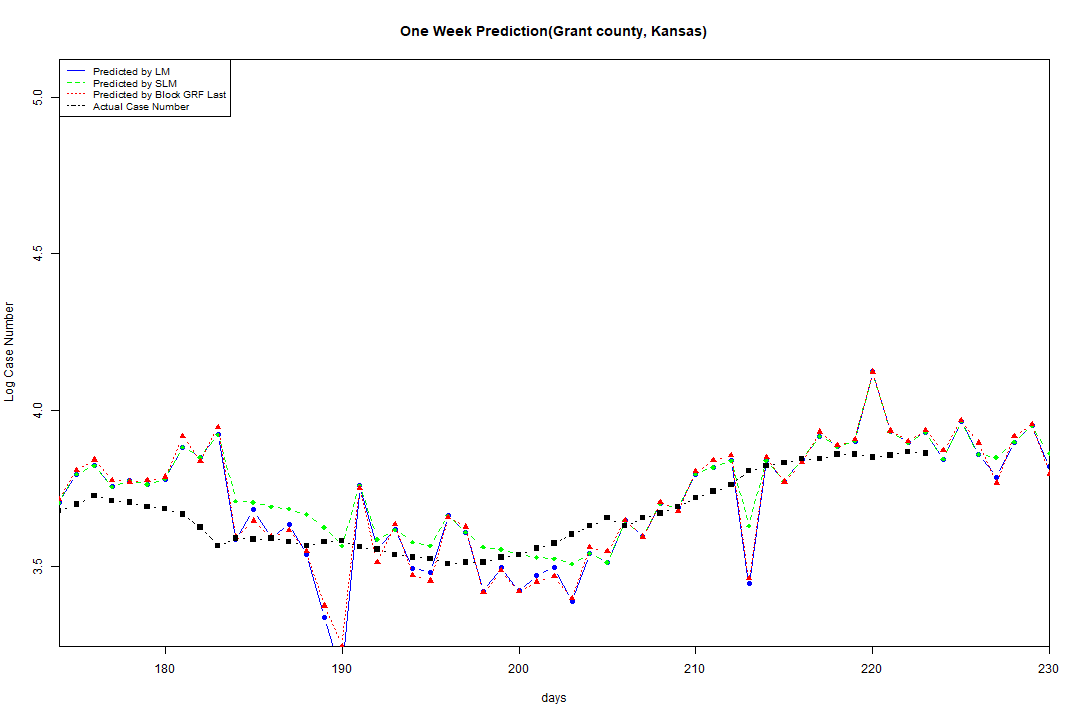 One Week Prediction(Grant county, Kansas)
Predicted by LM
Predicted by SLM
Predicted by Block GRF Last
Actual Case Number
5.0
4.5
4.0
3.5
Log Case Number
180 190 200 210 220 230
days